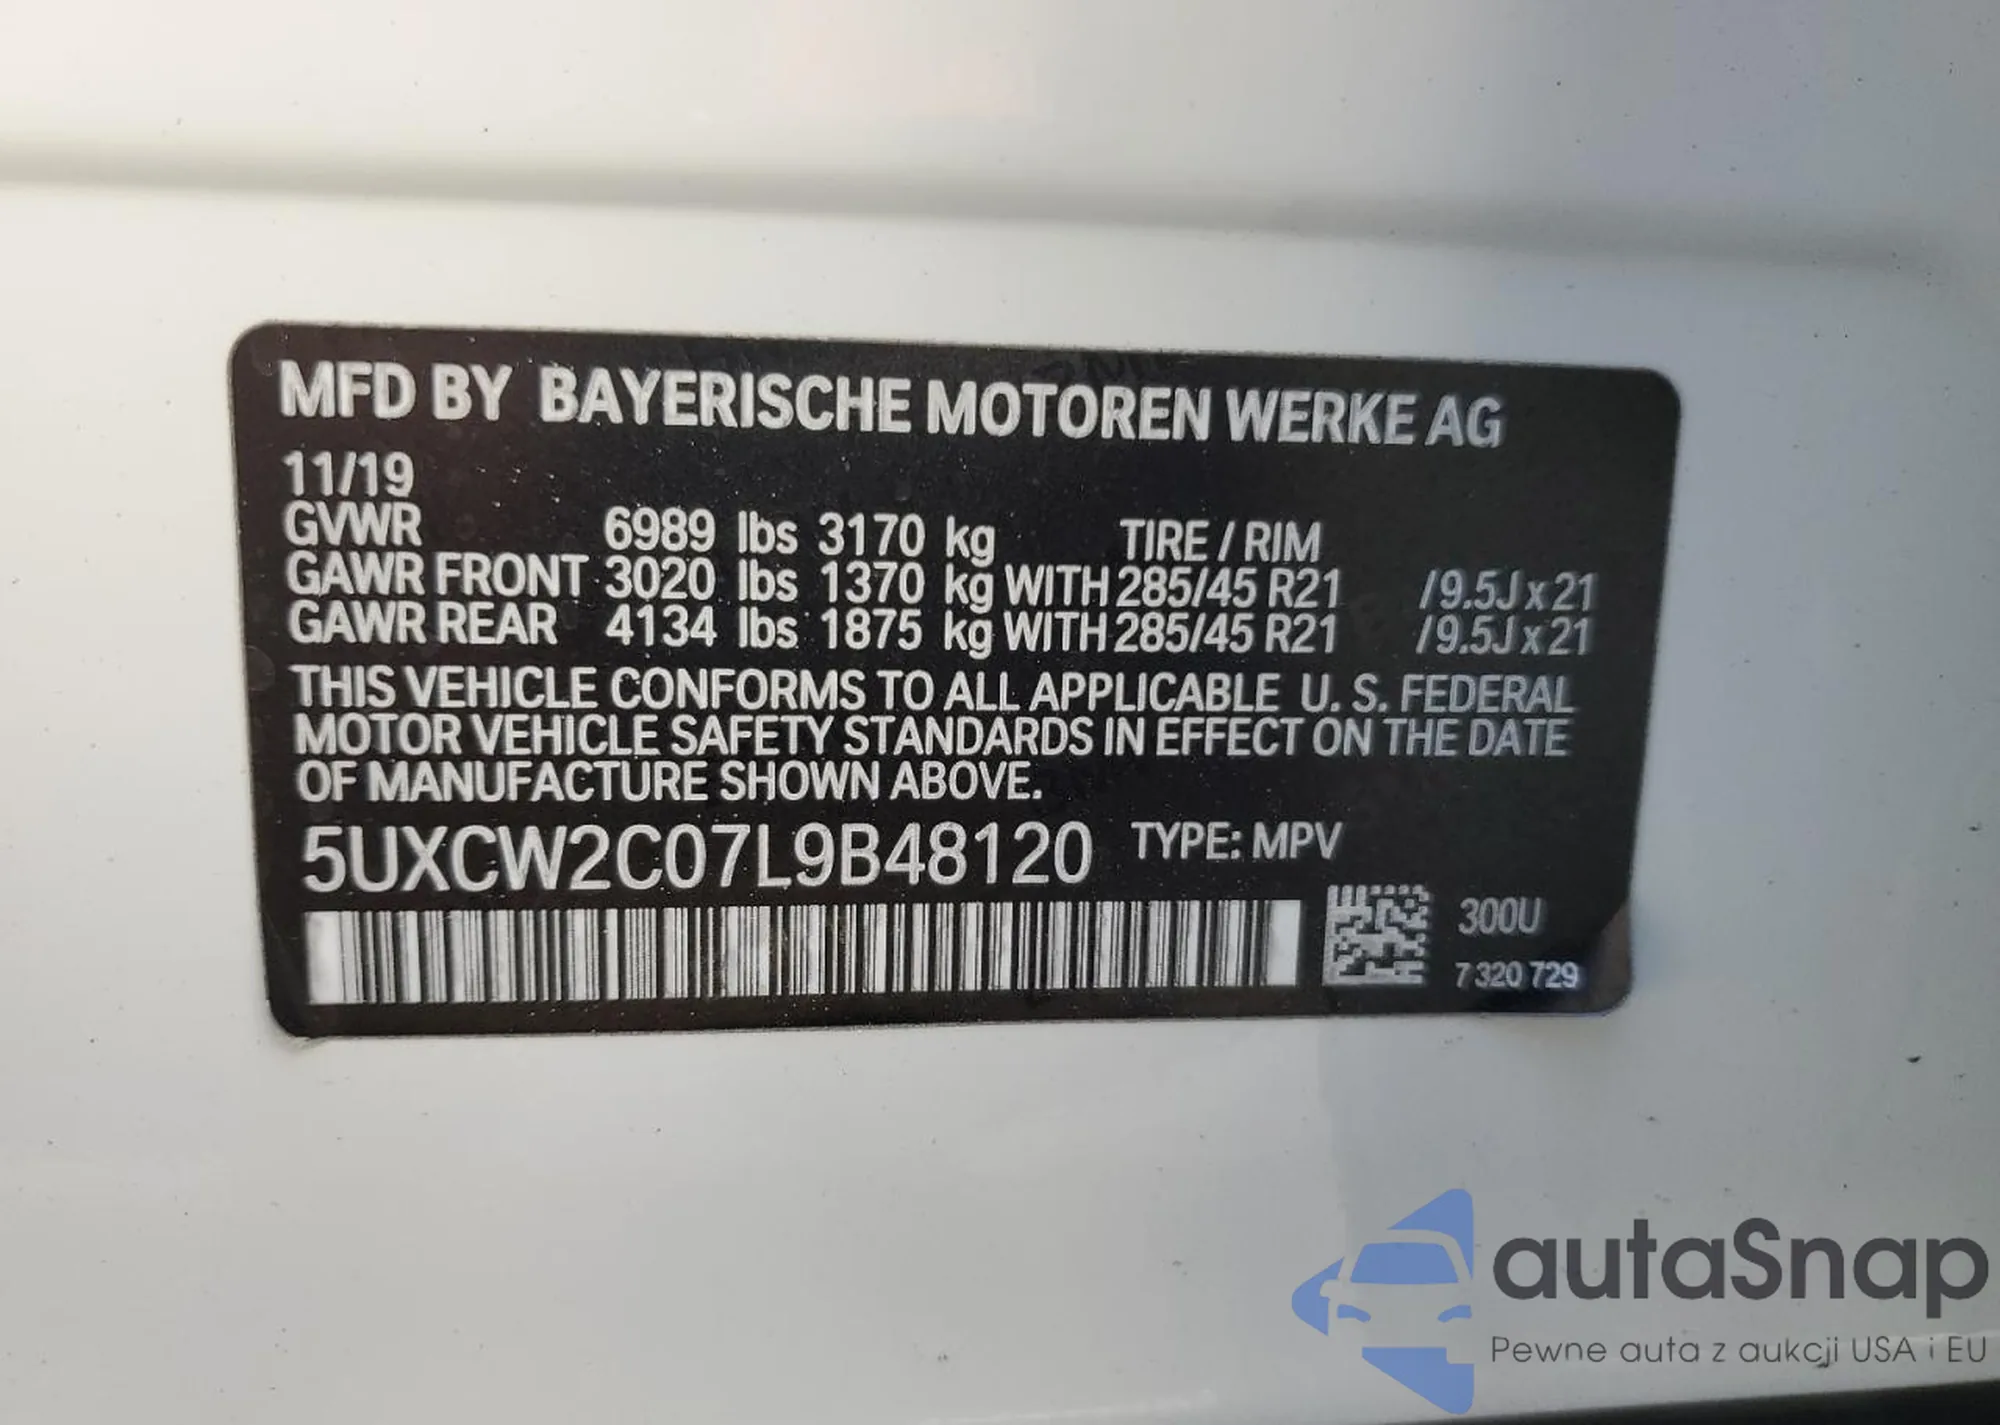 MFD BY BAYERISCHE MOTOREN WERKE AG
11/19
GVWR 6989 lbs 3170 kg TIRE / RIM
GAWR FRONT 3020 lbs 1370 kg WITH 285/45 R21 /9.5J x 21
GAWR REAR 4134 lbs 1875 kg WITH 285/45 R21 /9.5J x 21
THIS VEHICLE CONFORMS TO ALL APPLICABLE U. S. FEDERAL
MOTOR VEHICLE SAFETY STANDARDS IN EFFECT ON THE DATE
OF MANUFACTURE SHOWN ABOVE.
5UXCW2C07L9B48120 TYPE: MPV
300U
7 320 729
autaSnap
Pewne auta z aukcji USA i EU